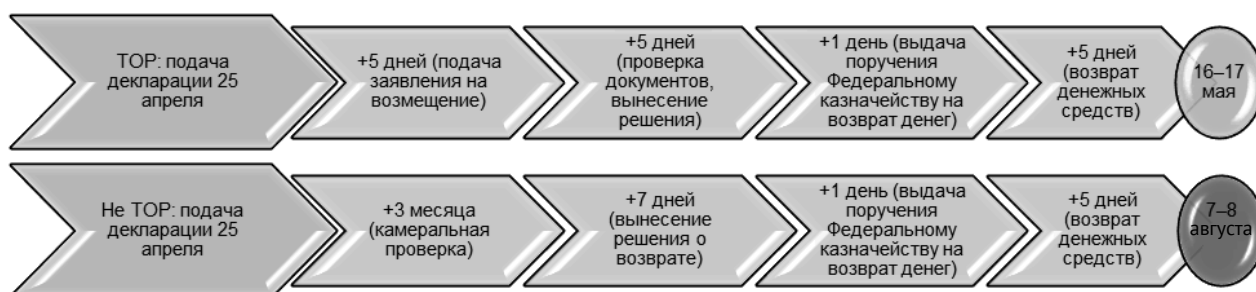 ТОР: подача
декларации 25
апреля
+5 дней (подача
заявления на
возмещение)
+5 дней
(проверка
документов,
вынесение
решения)
+1 день (выдача
поручения
Федеральному
казначейству на
возврат денег)
+5 дней
(возврат
денежных
средств)
16–17
мая
Не ТОР: подача
декларации 25
апреля
+3 месяца
(камеральная
проверка)
+7 дней
(вынесение
решения о
возврате)
+1 день (выдача
поручения
Федеральному
казначейству на
возврат денег)
+5 дней
(возврат
денежных
средств)
7–8
августа